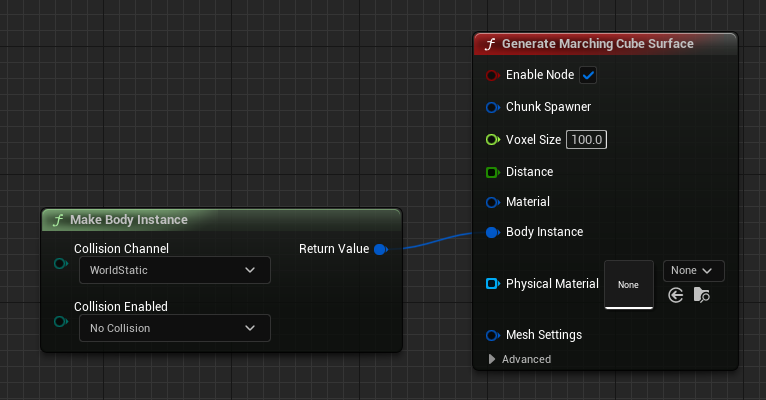 Generate Marching Cube Surface
Enable Node
Chunk Spawner
Voxel Size 100.0
Distance
Material
Body Instance
Physical Material None None
Mesh Settings
Advanced
Make Body Instance
Collision Channel Return Value
WorldStatic
Collision Enabled
No Collision